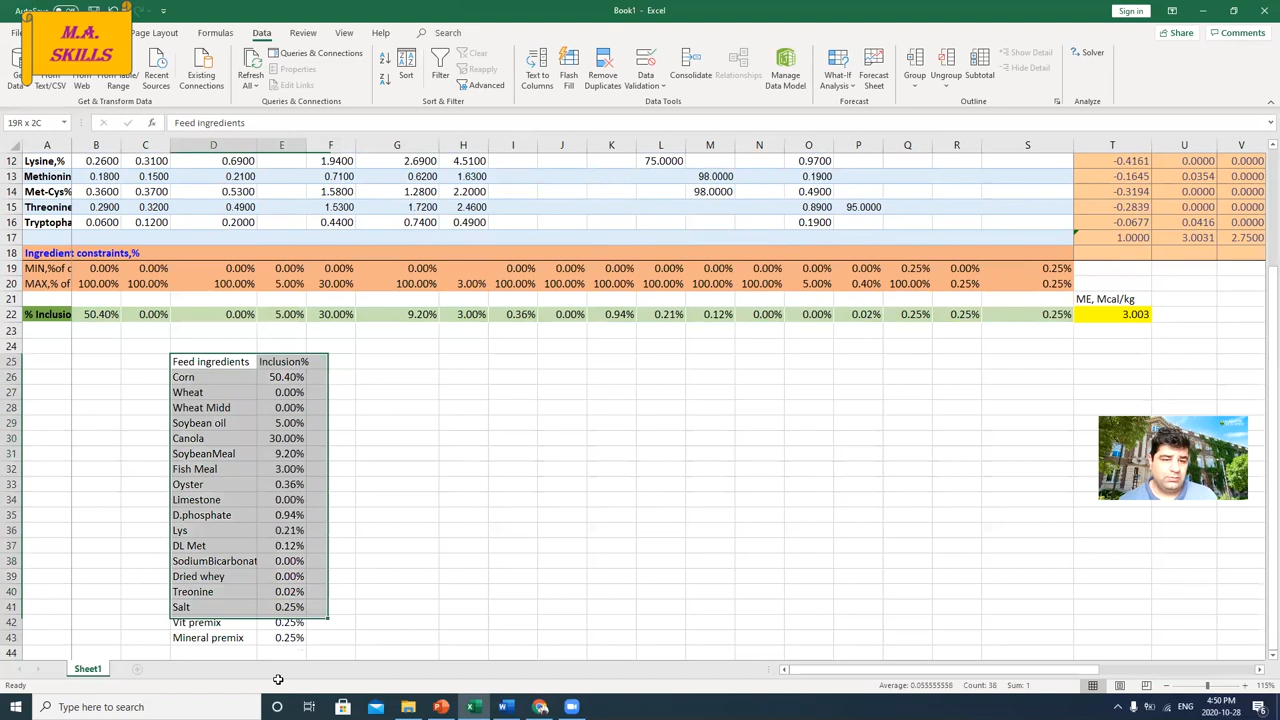 AutoSave
Book1 - Excel
Sign in
M.A.
SKILLS
Page Layout
Formulas
Data
Review
View
Help
Search
Share
Comments
Text/CSV
From
Web
From Table/
Range
Recent
Sources
Existing
Connections
Get & Transform Data
Refresh
All
Queries & Connections
Properties
Edit Links
Queries & Connections
Sort
Filter
Clear
Reapply
Advanced
Sort & Filter
Text to
Columns
Flash
Fill
Remove
Duplicates
Data
Validation
Consolidate
Relationships
Manage
Data Model
Data Tools
What-If
Analysis
Forecast
Sheet
Forecast
Group
Ungroup
Subtotal
Show Detail
Hide Detail
Outline
Solver
Analyze
19R x 2C
Feed ingredients
A B C D E F G H I J K L M N O P Q R S T U V
12 Lysine,% 0.2600 0.3100 0.6900 1.9400 2.6900 4.5100 75.0000 0.9700 -0.4161 0.0000 0.0000
13 Methionin 0.1800 0.1500 0.2100 0.7100 0.6200 1.6300 98.0000 0.1900 -0.1645 0.0354 0.0000
14 Met-Cys% 0.3600 0.3700 0.5300 1.5800 1.2800 2.2000 98.0000 0.4900 -0.3194 0.0000 0.0000
15 Threonine 0.2900 0.3200 0.4900 1.5300 1.7200 2.4600 0.8900 95.0000 -0.2839 0.0000 0.0000
16 Tryptopha 0.0600 0.1200 0.2000 0.4400 0.7400 0.4900 0.1900 -0.0677 0.0416 0.0000
17 1.0000 3.0031 2.7500
18 Ingredient constraints,%
19 MIN,%of c 0.00% 0.00% 0.00% 0.00% 0.00% 0.00% 0.00% 0.00% 0.00% 0.00% 0.00% 0.00% 0.00% 0.00% 0.25% 0.00% 0.25%
20 MAX,% of 100.00% 100.00% 100.00% 5.00% 30.00% 100.00% 3.00% 100.00% 100.00% 100.00% 100.00% 100.00% 100.00% 5.00% 0.40% 100.00% 0.25% 0.25%
21 ME, Mcal/kg
22 % Inclusio 50.40% 0.00% 0.00% 5.00% 30.00% 9.20% 3.00% 0.36% 0.00% 0.94% 0.21% 0.12% 0.00% 0.00% 0.02% 0.25% 0.25% 0.25% 3.003
23
24
25 Feed ingredients Inclusion%
26 Corn 50.40%
27 Wheat 0.00%
28 Wheat Midd 0.00%
29 Soybean oil 5.00%
30 Canola 30.00%
31 SoybeanMeal 9.20%
32 Fish Meal 3.00%
33 Oyster 0.36%
34 Limestone 0.00%
35 D.phosphate 0.94%
36 Lys 0.21%
37 DL Met 0.12%
38 SodiumBicarbonat 0.00%
39 Dried whey 0.00%
40 Treonine 0.02%
41 Salt 0.25%
42 Vit premix 0.25%
43 Mineral premix 0.25%
44
Sheet1
Ready
Average: 0.055555556 Count: 38 Sum: 1
115%
Type here to search
ENG
4:50 PM
2020-10-28